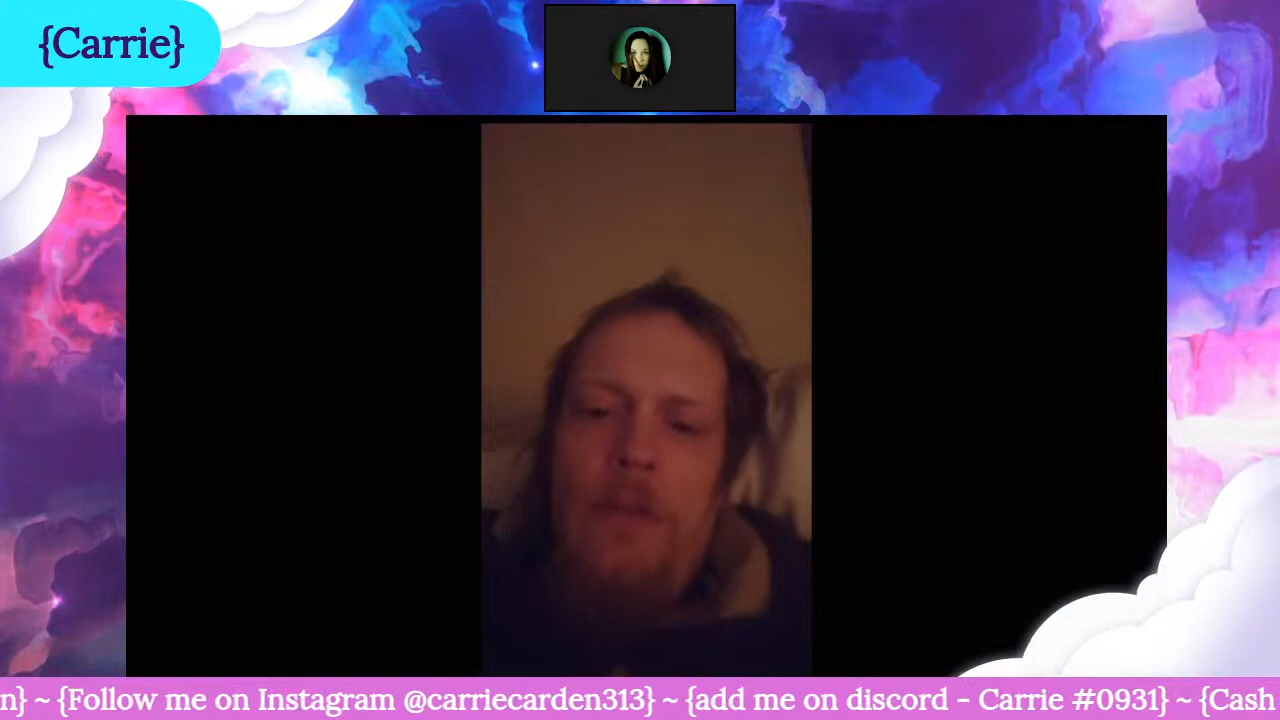 {Carrie}
n} ~ {Follow me on Instagram @carriecarden313} ~ {add me on discord - Carrie #0931} ~ {Cash